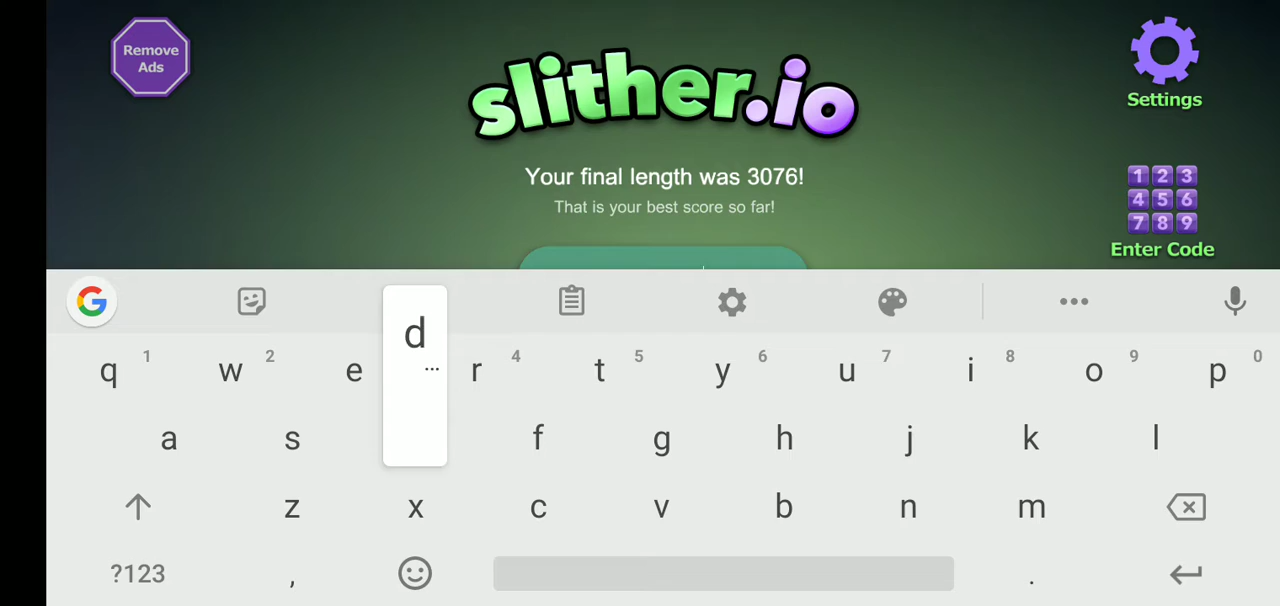 Remove
Ads
slither.io
Settings
Your final length was 3076!
That is your best score so far!
1 2 3
4 5 6
7 8 9
Enter Code
G
d
...
q 1 w 2 e r 4 t 5 y 6 u 7 i 8 o 9 p 0
a s f g h j k l
z x c v b n m
?123 , .